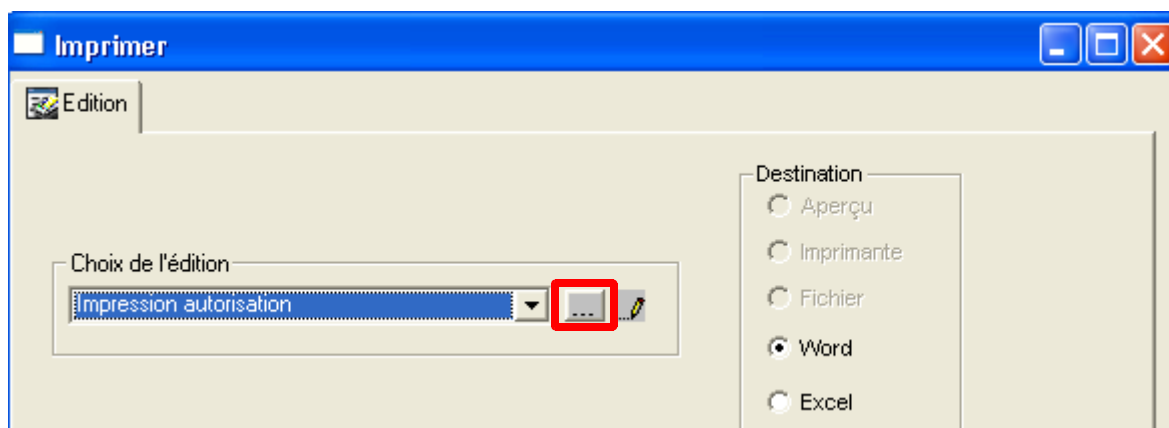 Imprimer
Edition
Destination
Aperçu
Imprimante
Fichier
Word
Excel
Choix de l'édition
Impression autorisation
...